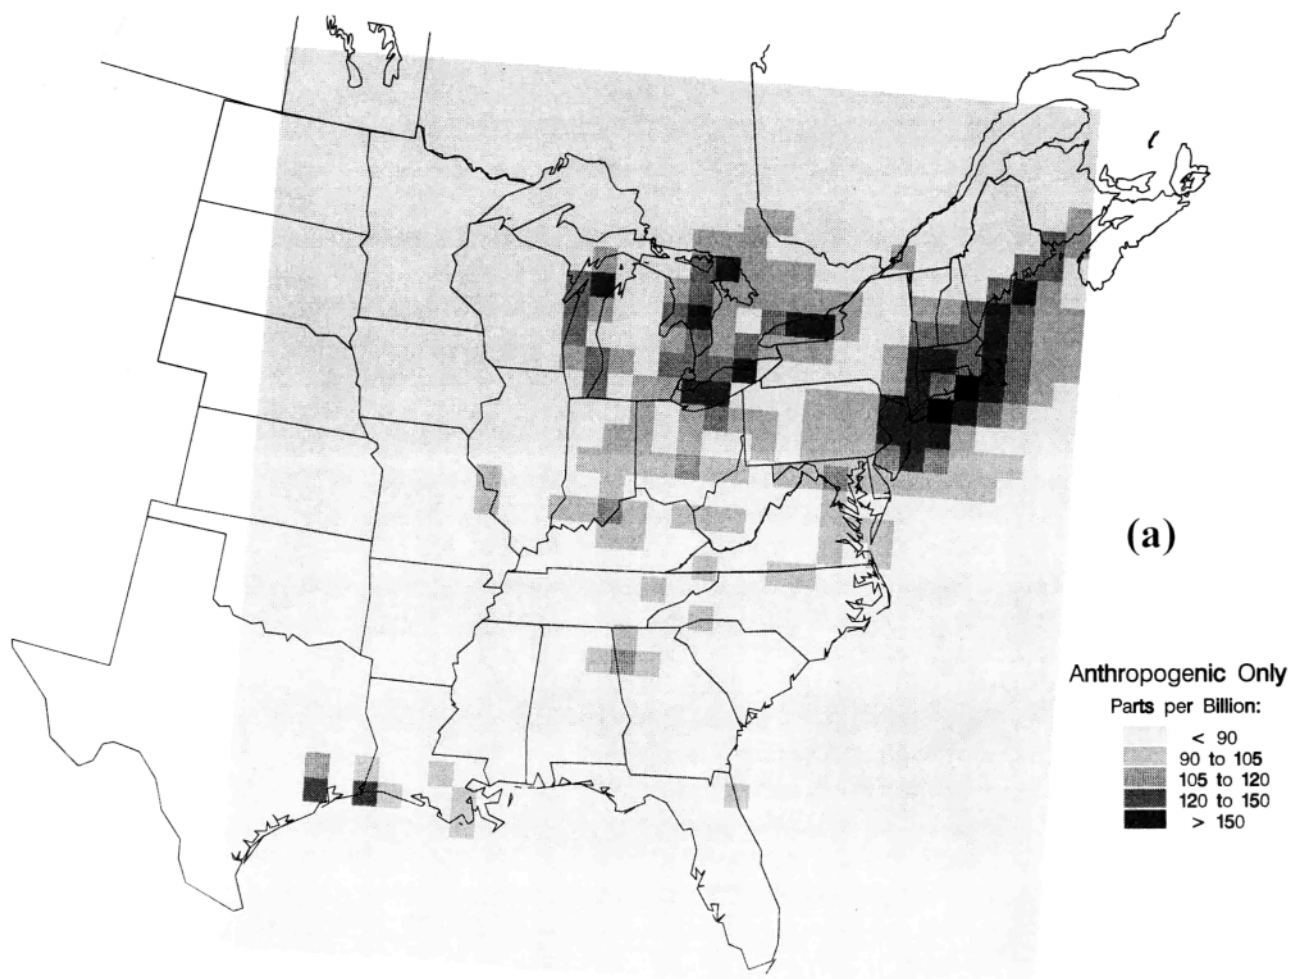 (a)
Anthropogenic Only
Parts per Billion:
< 90
90 to 105
105 to 120
120 to 150
> 150